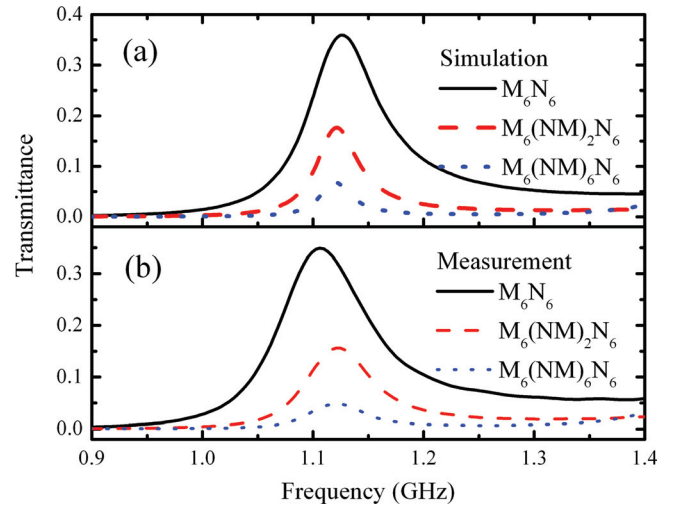 Transmittance
0.4
0.3
0.2
0.1
0.0
(a)
Simulation
M₆N₆
M₆(NM)₂N₆
M₆(NM)₆N₆
0.3
0.2
0.1
0.0
(b)
Measurement
M₆N₆
M₆(NM)₂N₆
M₆(NM)₆N₆
0.9 1.0 1.1 1.2 1.3 1.4
Frequency (GHz)